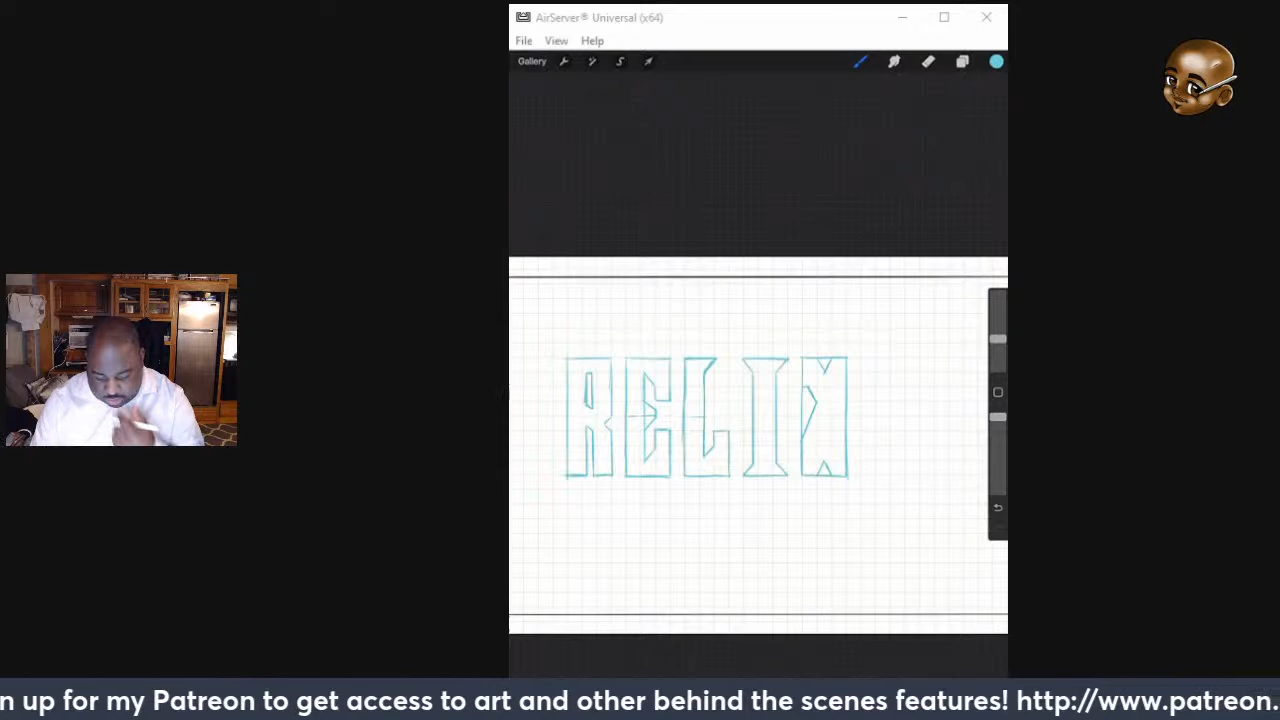 AirServer® Universal (x64)
File View Help
Gallery
RELIX
n up for my Patreon to get access to art and other behind the scenes features! http://www.patreon.